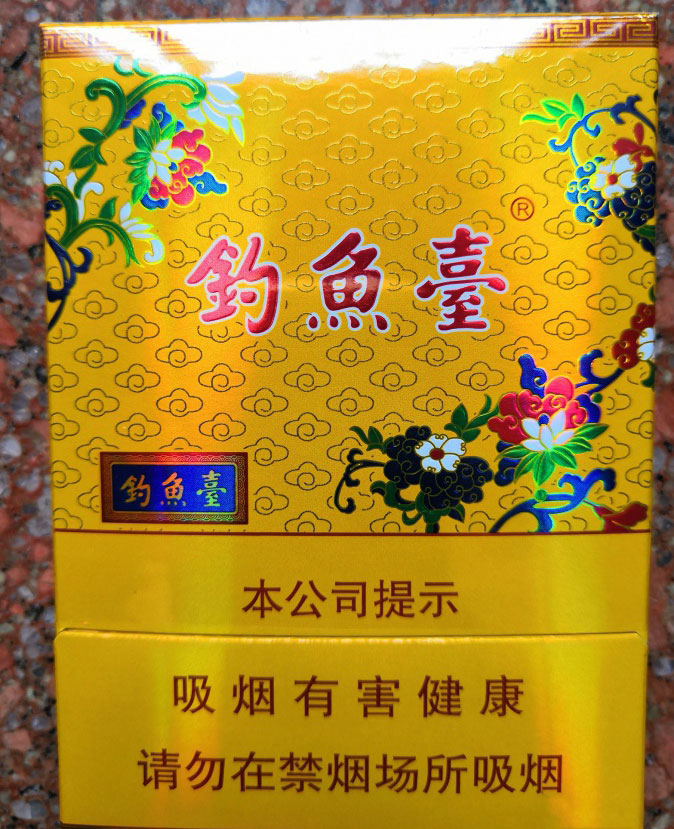 ®
釣魚臺
釣魚臺
本公司提示
吸烟有害健康
请勿在禁烟场所吸烟